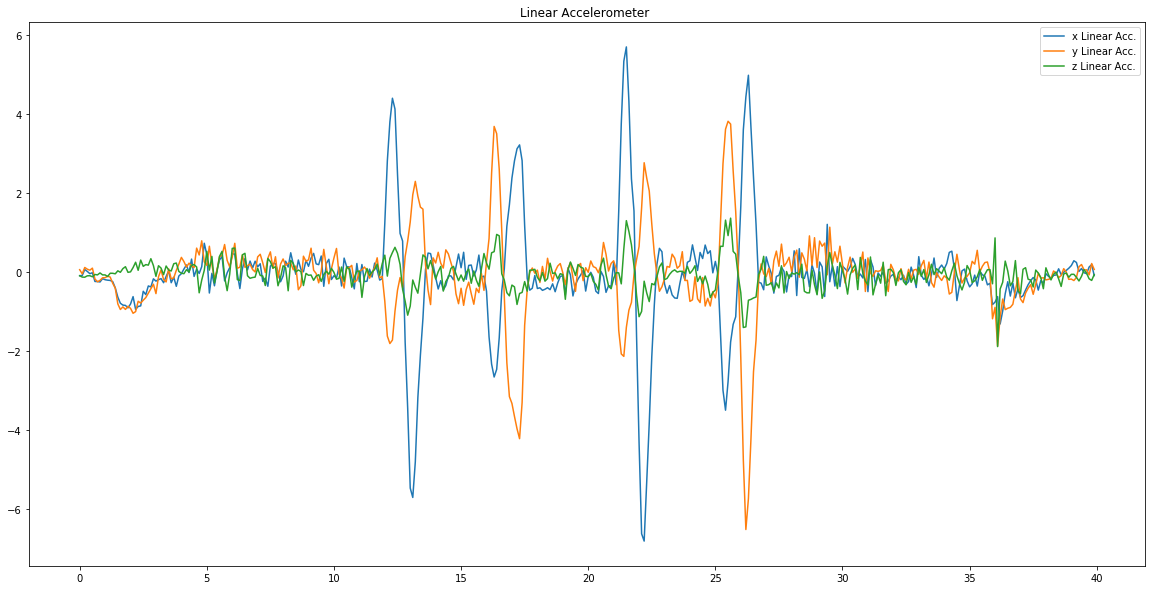 Linear Accelerometer
x Linear Acc.
y Linear Acc.
z Linear Acc.
6
4
2
0
−2
−4
−6
0 5 10 15 20 25 30 35 40